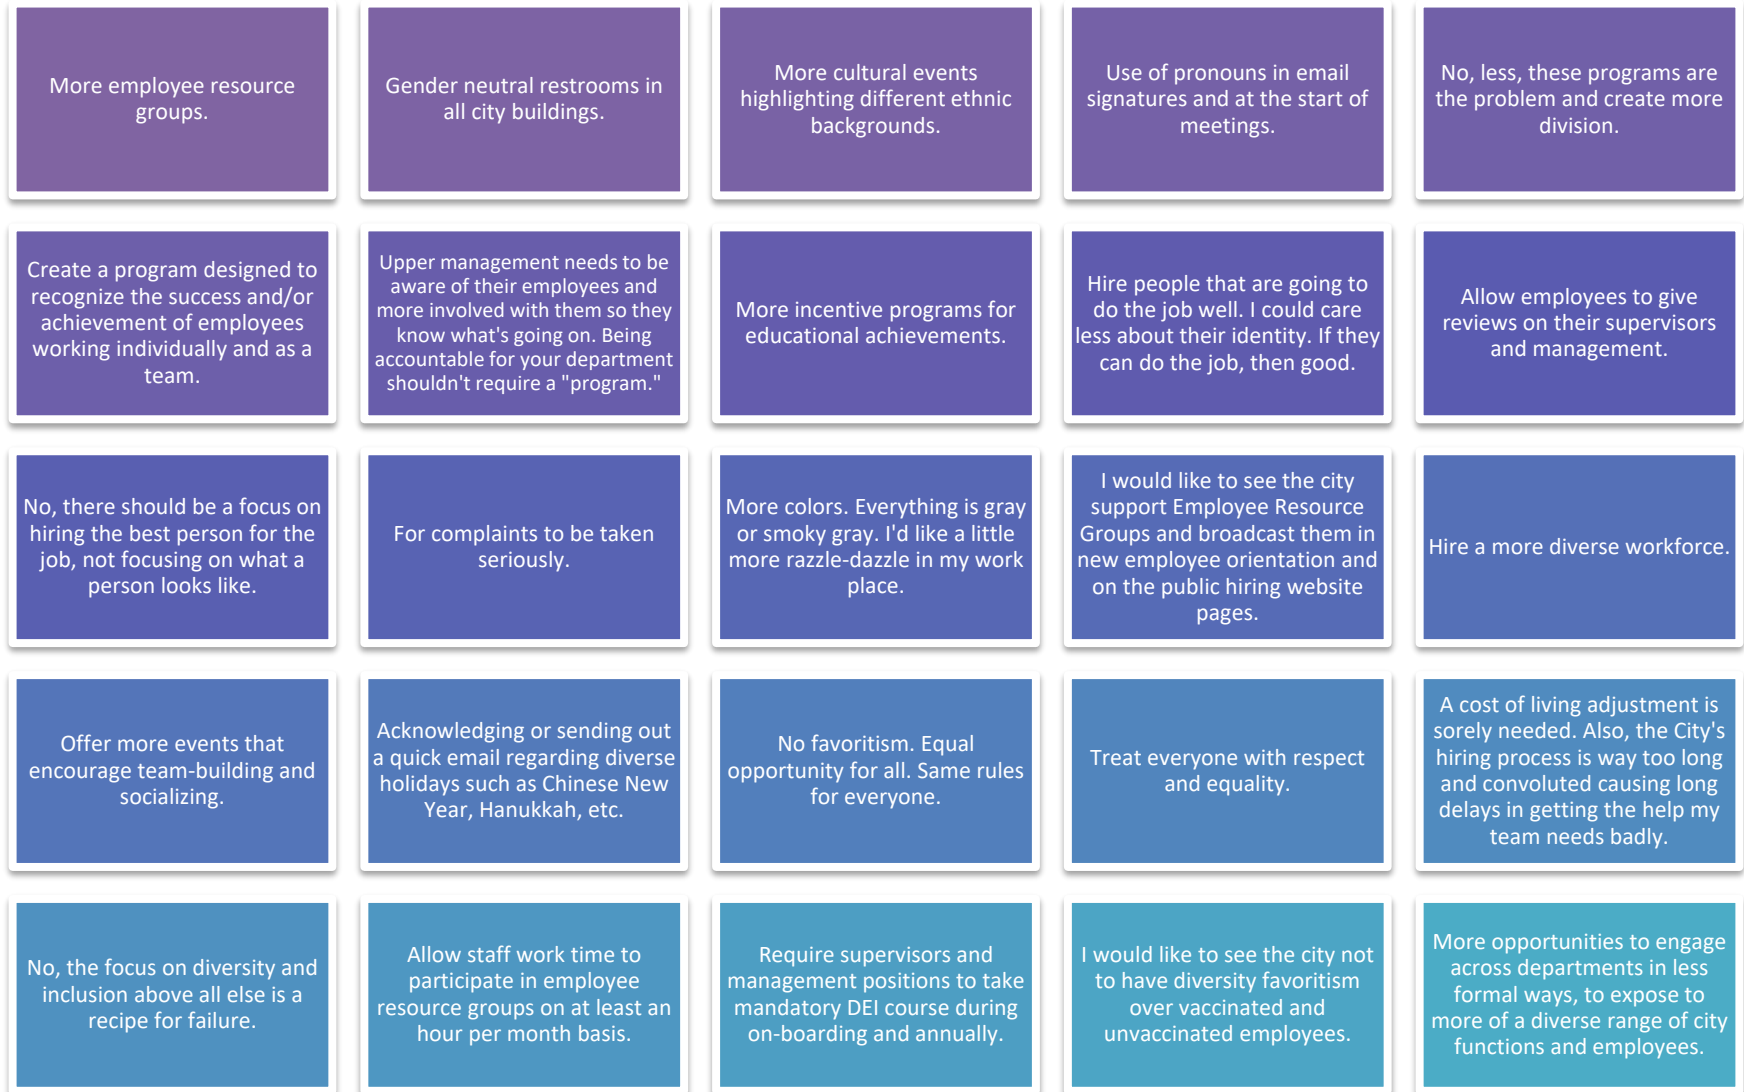 More employee resource
groups.
Gender neutral restrooms in
all city buildings.
More cultural events
highlighting different ethnic
backgrounds.
Use of pronouns in email
signatures and at the start of
meetings.
No, less, these programs are
the problem and create more
division.
Create a program designed to
recognize the success and/or
achievement of employees
working individually and as a
team.
Upper management needs to be
aware of their employees and
more involved with them so they
know what's going on. Being
accountable for your department
shouldn't require a "program."
More incentive programs for
educational achievements.
Hire people that are going to
do the job well. I could care
less about their identity. If they
can do the job, then good.
Allow employees to give
reviews on their supervisors
and management.
No, there should be a focus on
hiring the best person for the
job, not focusing on what a
person looks like.
For complaints to be taken
seriously.
More colors. Everything is gray
or smoky gray. I'd like a little
more razzle-dazzle in my work
place.
I would like to see the city
support Employee Resource
Groups and broadcast them in
new employee orientation and
on the public hiring website
pages.
Hire a more diverse workforce.
Offer more events that
encourage team-building and
socializing.
Acknowledging or sending out
a quick email regarding diverse
holidays such as Chinese New
Year, Hanukkah, etc.
No favoritism. Equal
opportunity for all. Same rules
for everyone.
Treat everyone with respect
and equality.
A cost of living adjustment is
sorely needed. Also, the City's
hiring process is way too long
and convoluted causing long
delays in getting the help my
team needs badly.
No, the focus on diversity and
inclusion above all else is a
recipe for failure.
Allow staff work time to
participate in employee
resource groups on at least an
hour per month basis.
Require supervisors and
management positions to take
mandatory DEI course during
on-boarding and annually.
I would like to see the city not
to have diversity favoritism
over vaccinated and
unvaccinated employees.
More opportunities to engage
across departments in less
formal ways, to expose to
more of a diverse range of city
functions and employees.